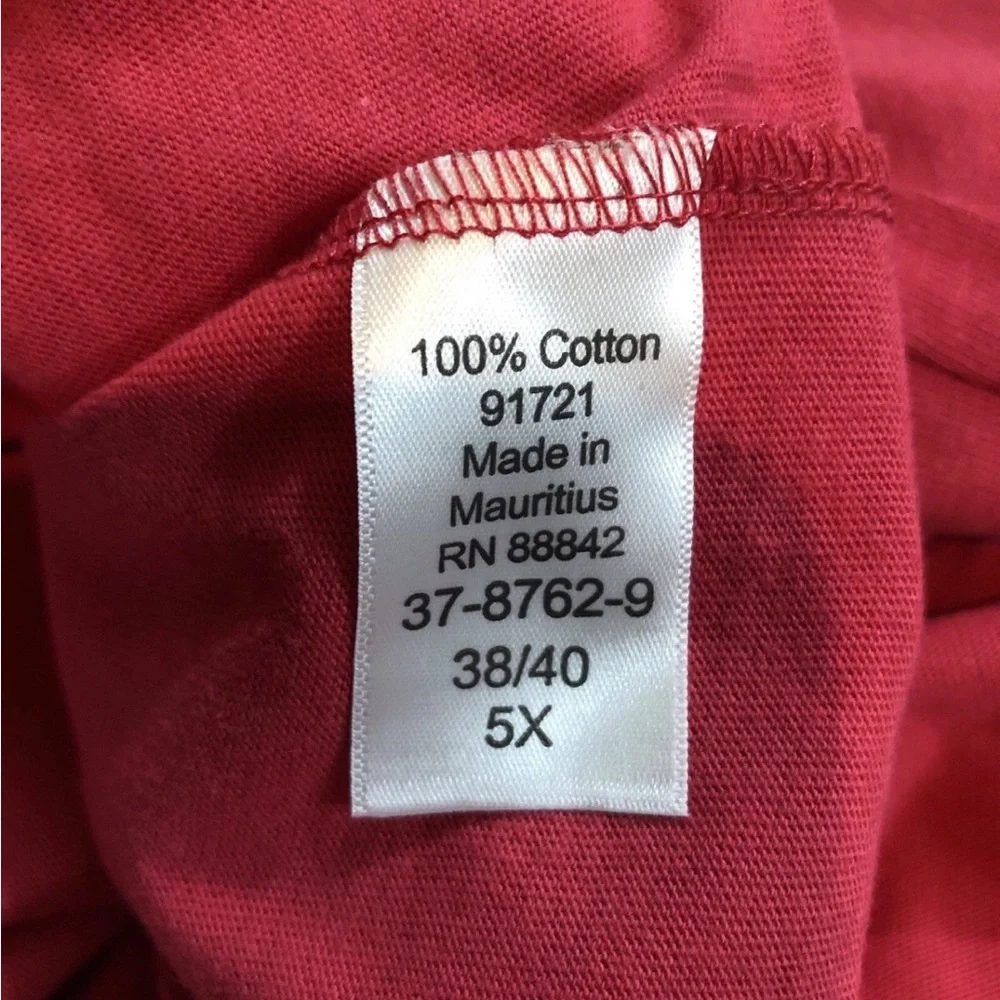 100% Cotton
91721
Made in
Mauritius
RN 88842
37-8762-9
38/40
5X